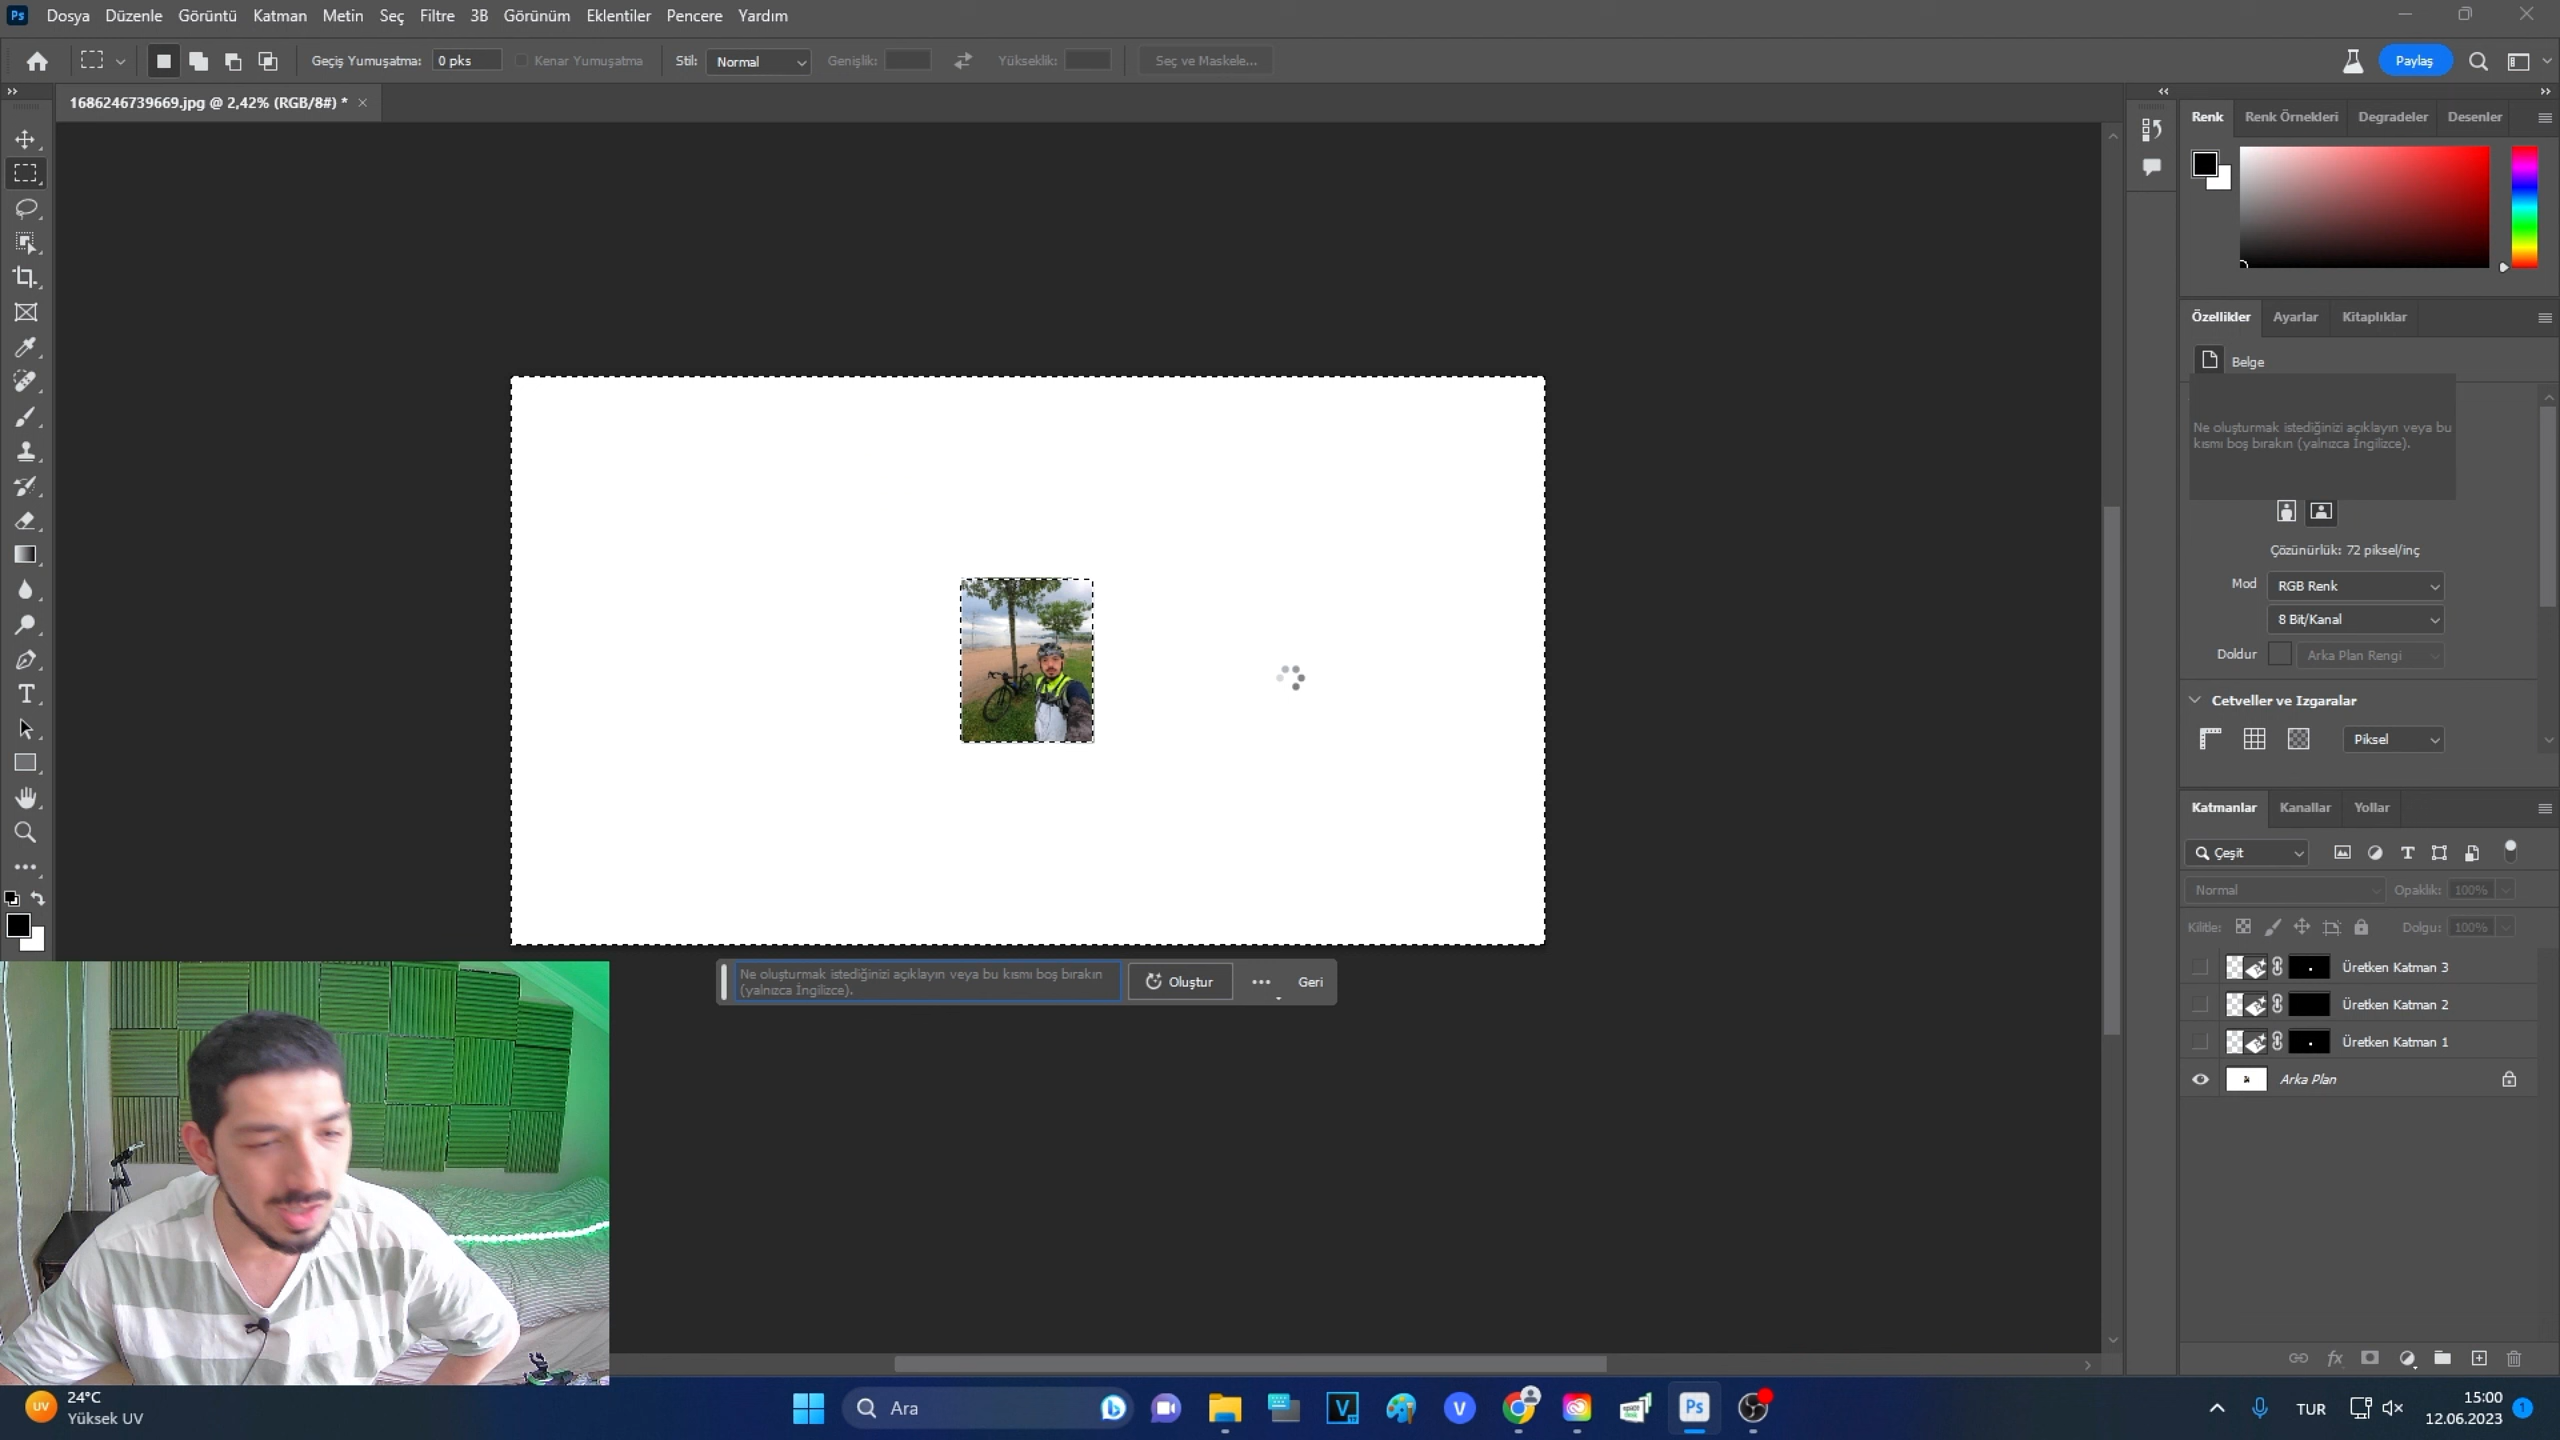 Ps Dosya Düzenle Görüntü Katman Metin Seç Filtre 3B Görünüm Eklentiler Pencere Yardım
Geçiş Yumuşatma: 0 pks Kenar Yumuşatma Stil: Normal Genişlik: Yükseklik: Seç ve Maskele... Paylaş
1686246739669.jpg @ 2,42% (RGB/8#) *
Renk Renk Örnekleri Degradeler Desenler
Özellikler Ayarlar Kitaplıklar
Belge
Ne oluşturmak istediğinizi açıklayın veya bu
kısmı boş bırakın (yalnızca İngilizce).
Çözünürlük: 72 piksel/inç
Mod RGB Renk
8 Bit/Kanal
Doldur Arka Plan Rengi
Cetveller ve Izgaralar
Piksel
Katmanlar Kanallar Yollar
Çeşit
Normal Opaklık: 100%
Kilitle: Dolgu: 100%
Üretken Katman 3
Üretken Katman 2
Üretken Katman 1
Arka Plan
Ne oluşturmak istediğinizi açıklayın veya bu kısmı boş bırakın
(yalnızca İngilizce).
Oluştur ... Geri
UV 24°C
Yüksek UV
Ara
Ps
TUR
15:00
12.06.2023
1